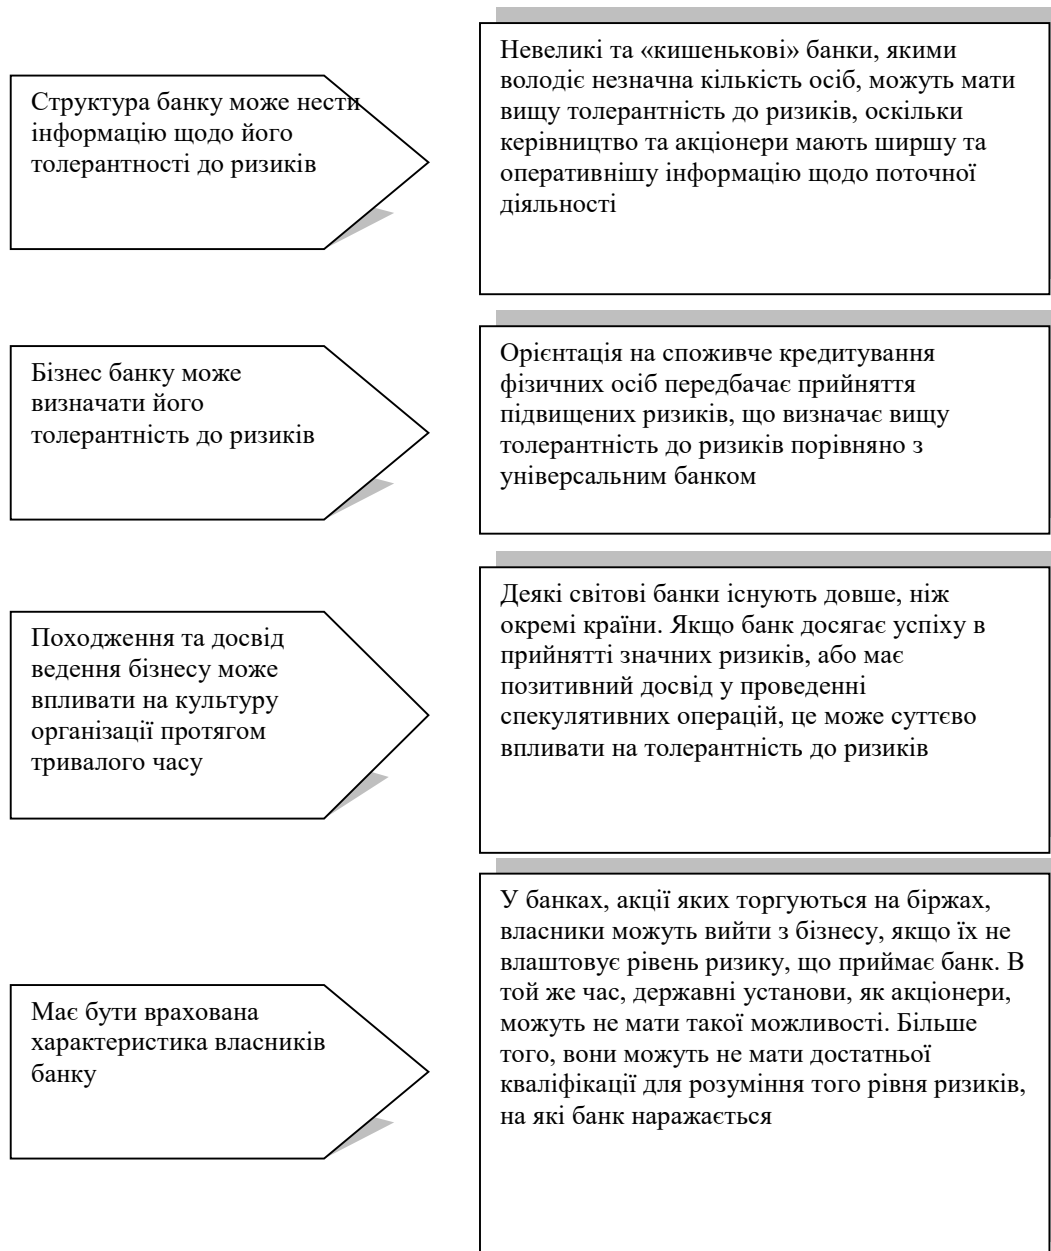 Структура банку може нести
інформацію щодо його
толерантності до ризиків
Невеликі та «кишенькові» банки, якими
володіє незначна кількість осіб, можуть мати
вищу толерантність до ризиків, оскільки
керівництво та акціонери мають ширшу та
оперативнішу інформацію щодо поточної
діяльності
Бізнес банку може
визначати його
толерантність до ризиків
Орієнтація на споживче кредитування
фізичних осіб передбачає прийняття
підвищених ризиків, що визначає вищу
толерантність до ризиків порівняно з
універсальним банком
Походження та досвід
ведення бізнесу може
впливати на культуру
організації протягом
тривалого часу
Деякі світові банки існують довше, ніж
окремі країни. Якщо банк досягає успіху в
прийнятті значних ризиків, або має
позитивний досвід у проведенні
спекулятивних операцій, це може суттєво
впливати на толерантність до ризиків
Має бути врахована
характеристика власників
банку
У банках, акції яких торгуються на біржах,
власники можуть вийти з бізнесу, якщо їх не
влаштовує рівень ризику, що приймає банк. В
той же час, державні установи, як акціонери,
можуть не мати такої можливості. Більше
того, вони можуть не мати достатньої
кваліфікації для розуміння того рівня ризиків,
на які банк наражається